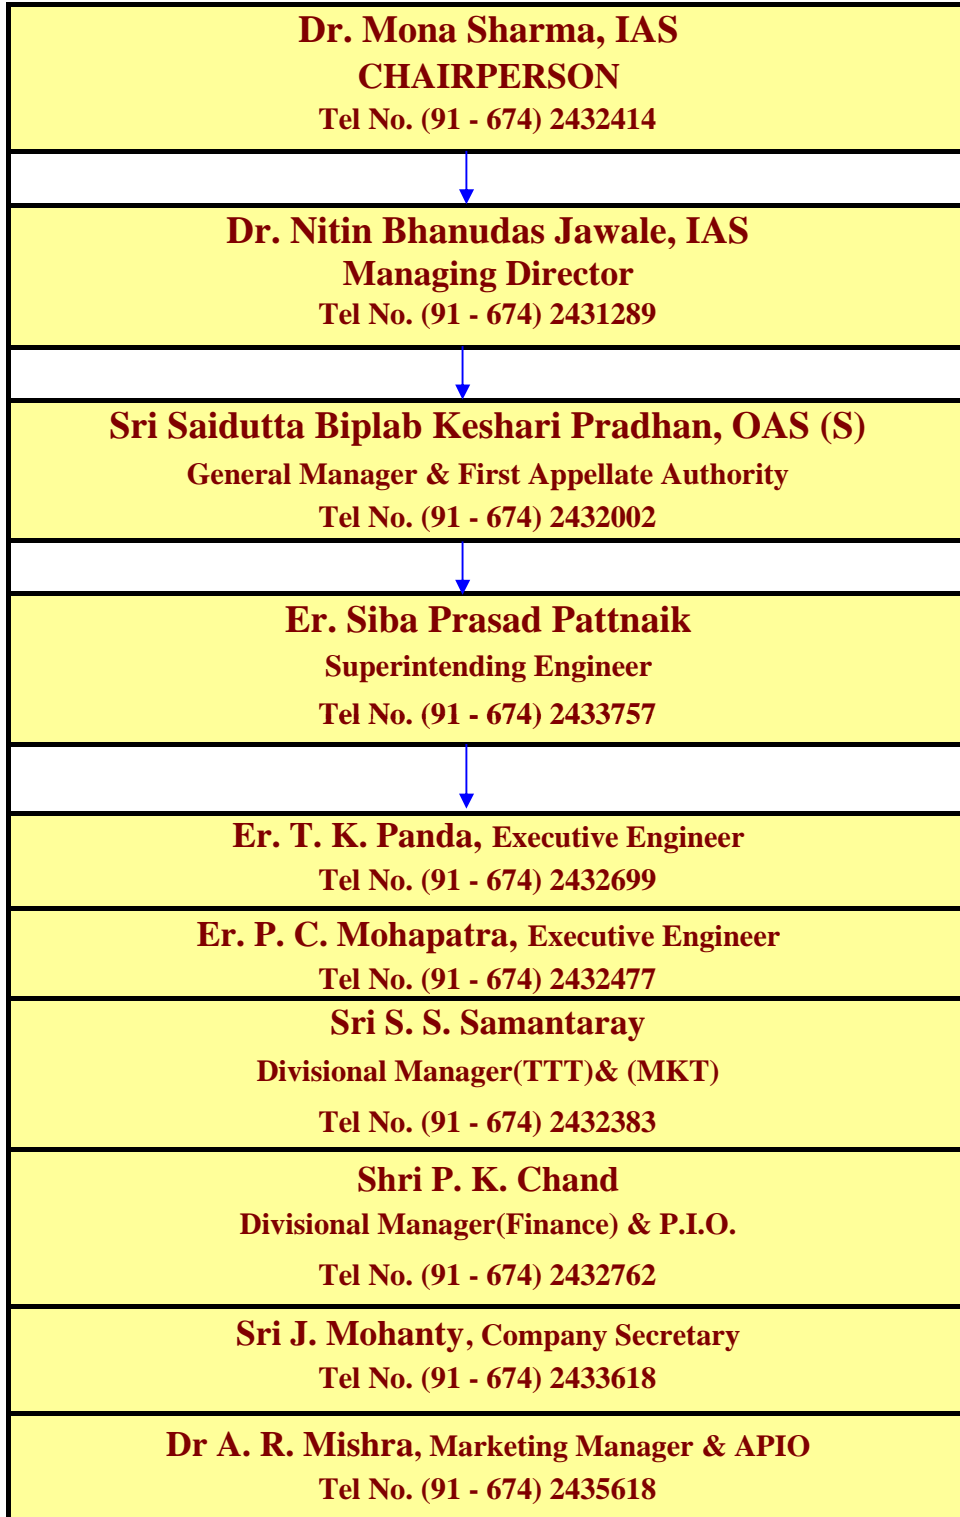 Dr. Mona Sharma, IAS
CHAIRPERSON
Tel No. (91 - 674) 2432414
Dr. Nitin Bhanudas Jawale, IAS
Managing Director
Tel No. (91 - 674) 2431289
Sri Saidutta Biplab Keshari Pradhan, OAS (S)
General Manager & First Appellate Authority
Tel No. (91 - 674) 2432002
Er. Siba Prasad Pattnaik
Superintending Engineer
Tel No. (91 - 674) 2433757
Er. T. K. Panda, Executive Engineer
Tel No. (91 - 674) 2432699
Er. P. C. Mohapatra, Executive Engineer
Tel No. (91 - 674) 2432477
Sri S. S. Samantaray
Divisional Manager(TTT)& (MKT)
Tel No. (91 - 674) 2432383
Shri P. K. Chand
Divisional Manager(Finance) & P.I.O.
Tel No. (91 - 674) 2432762
Sri J. Mohanty, Company Secretary
Tel No. (91 - 674) 2433618
Dr A. R. Mishra, Marketing Manager & APIO
Tel No. (91 - 674) 2435618